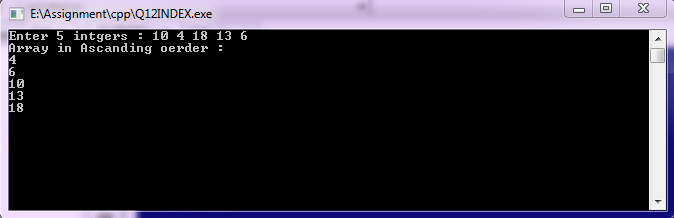 E:\Assignment\cpp\Q12INDEX.exe
Enter 5 intgers : 10 4 18 13 6
Array in Ascanding oerder :
4
6
10
13
18